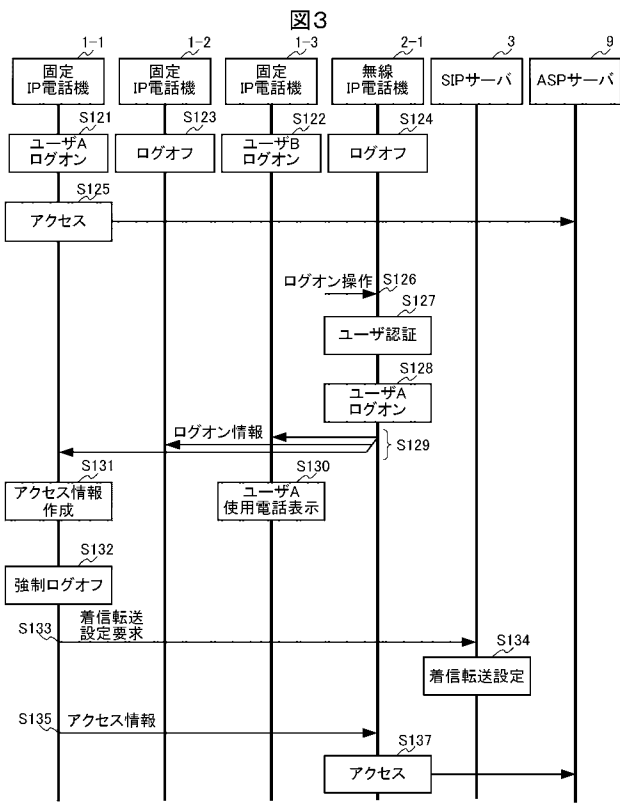 図3
1-1
1-2
1-3
2-1
3
9
固定
IP電話機
固定
IP電話機
固定
IP電話機
無線
IP電話機
SIPサーバ
ASPサーバ
S121
S123
S122
S124
ユーザA
ログオン
ログオフ
ユーザB
ログオン
ログオフ
S125
アクセス
ログオン操作
S126
S127
ユーザ認証
S128
ユーザA
ログオン
ログオン情報
S129
S131
S130
アクセス情報
作成
ユーザA
使用電話表示
S132
強制ログオフ
S133
着信転送
設定要求
S134
着信転送設定
S135
アクセス情報
S137
アクセス